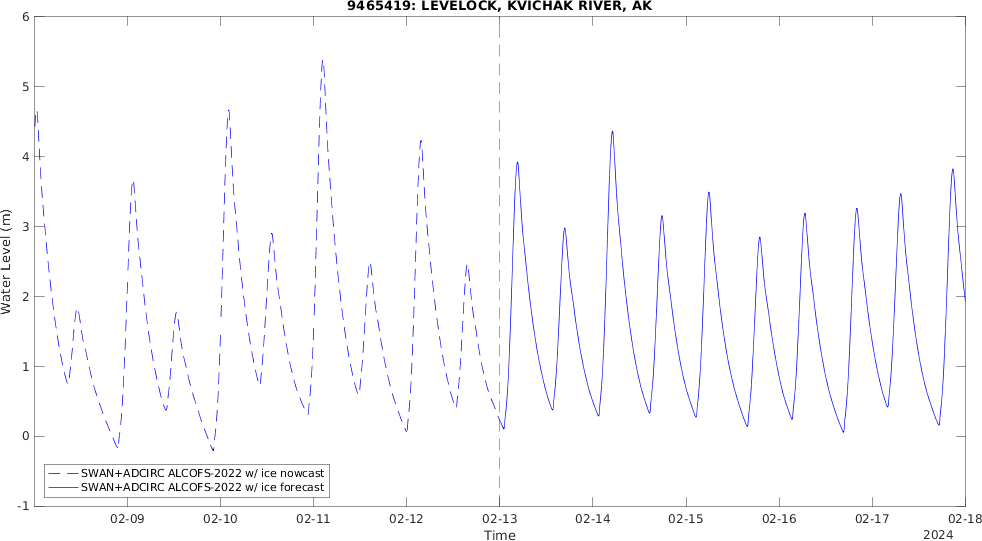 9465419: LEVELOCK, KVICHAK RIVER, AK
6
5
4
3
2
1
0
-1
Water Level (m)
SWAN+ADCIRC ALCOFS-2022 w/ ice nowcast
SWAN+ADCIRC ALCOFS-2022 w/ ice forecast
02-09 02-10 02-11 02-12 02-13 02-14 02-15 02-16 02-17 02-18
Time
2024